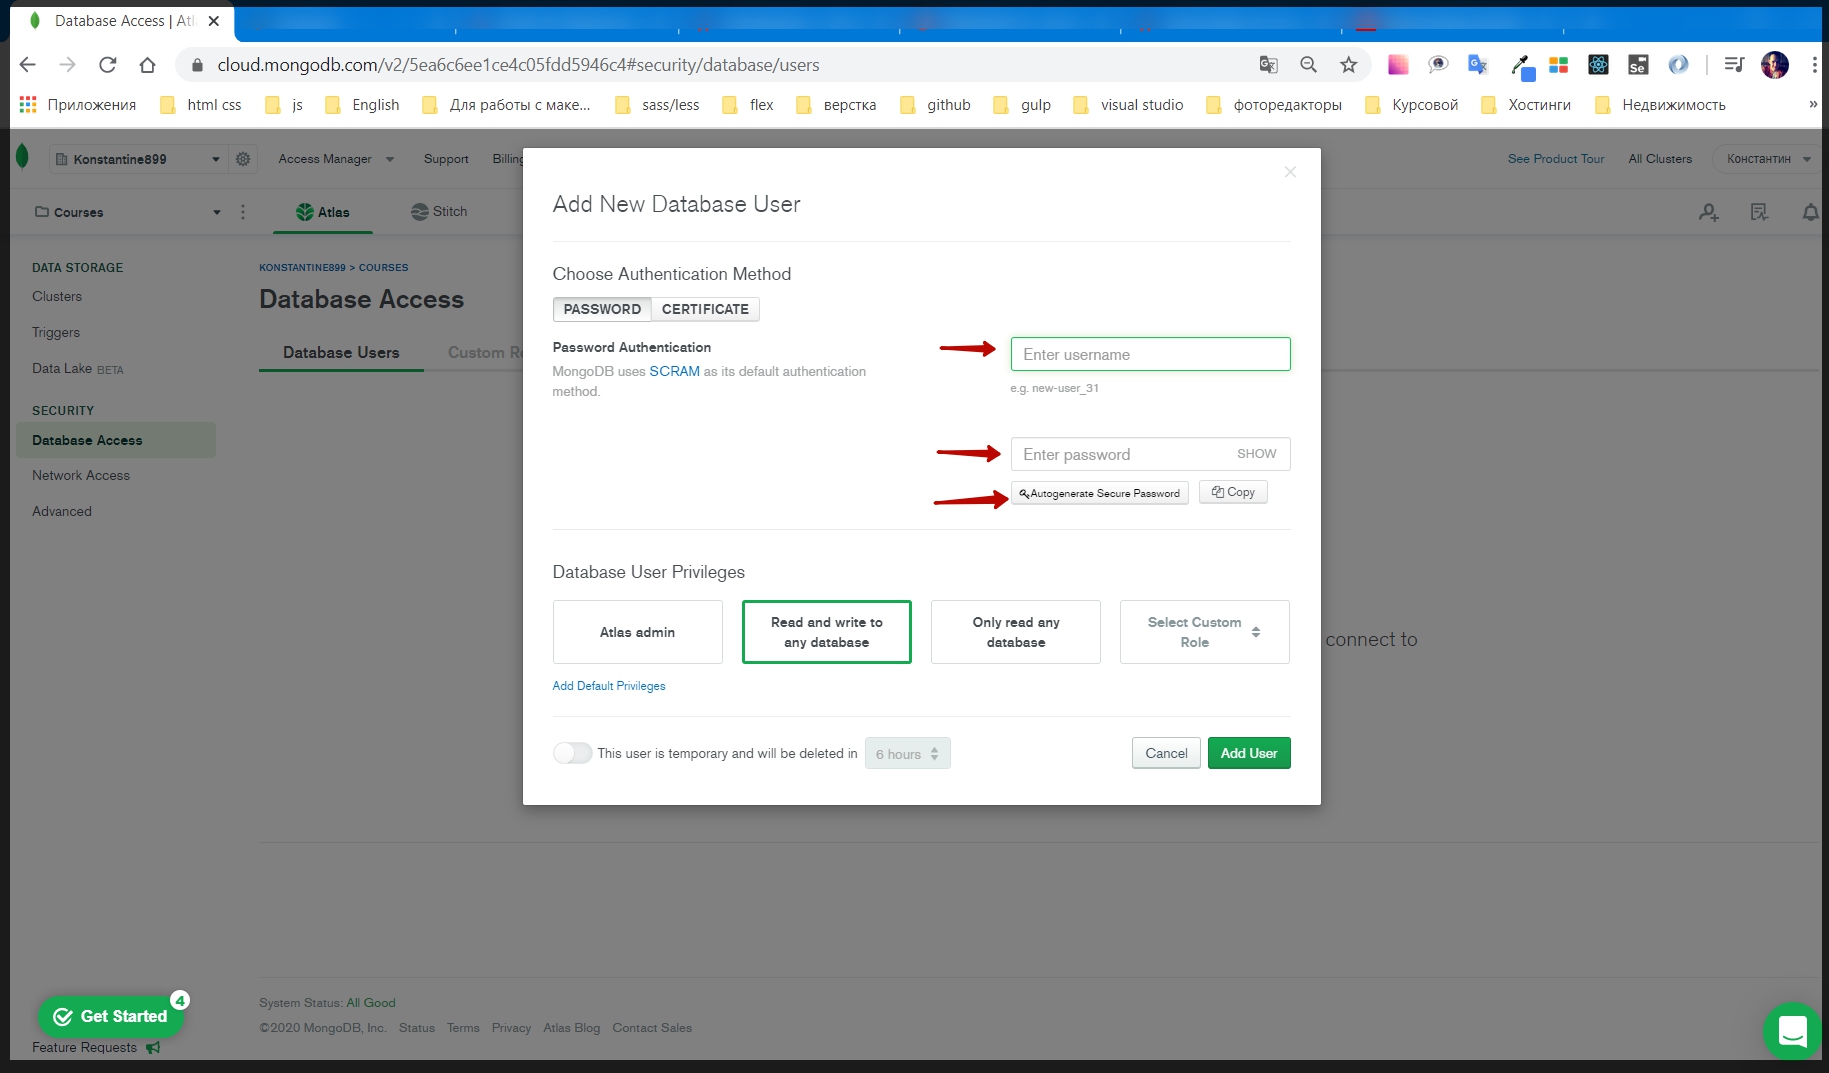 Database Access | Atl
cloud.mongodb.com/v2/5ea6c6ee1ce4c05fdd5946c4#security/database/users
Приложения html css js English Для работы с маке... sass/less flex верстка github gulp visual studio фоторедакторы Курсовой Хостинги Недвижимость »
Konstantine899 Access Manager Support Billing See Product Tour All Clusters Константин
Courses Atlas Stitch
Add New Database User
DATA STORAGE
Clusters
Triggers
Data Lake BETA
SECURITY
Database Access
Network Access
Advanced
KONSTANTINE899 > COURSES
Database Access
Database Users Custom R
Choose Authentication Method
PASSWORD CERTIFICATE
Password Authentication
MongoDB uses SCRAM as its default authentication
method.
Enter username
e.g. new-user_31
Enter password SHOW
Autogenerate Secure Password Copy
Database User Privileges
Atlas admin
Read and write to
any database
Only read any
database
Select Custom
Role
connect to
Add Default Privileges
This user is temporary and will be deleted in 6 hours Cancel Add User
System Status: All Good
©2020 MongoDB, Inc. Status Terms Privacy Atlas Blog Contact Sales
Get Started 4
Feature Requests
Se